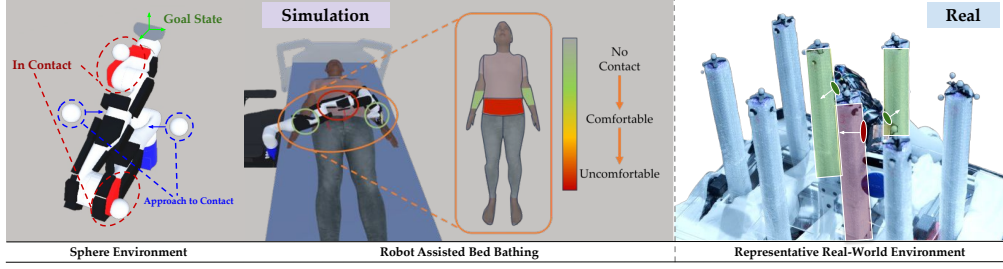 Simulation
Real
Goal State
In Contact
Approach to Contact
No
Contact
Comfortable
Uncomfortable
Sphere Environment
Robot Assisted Bed Bathing
Representative Real-World Environment